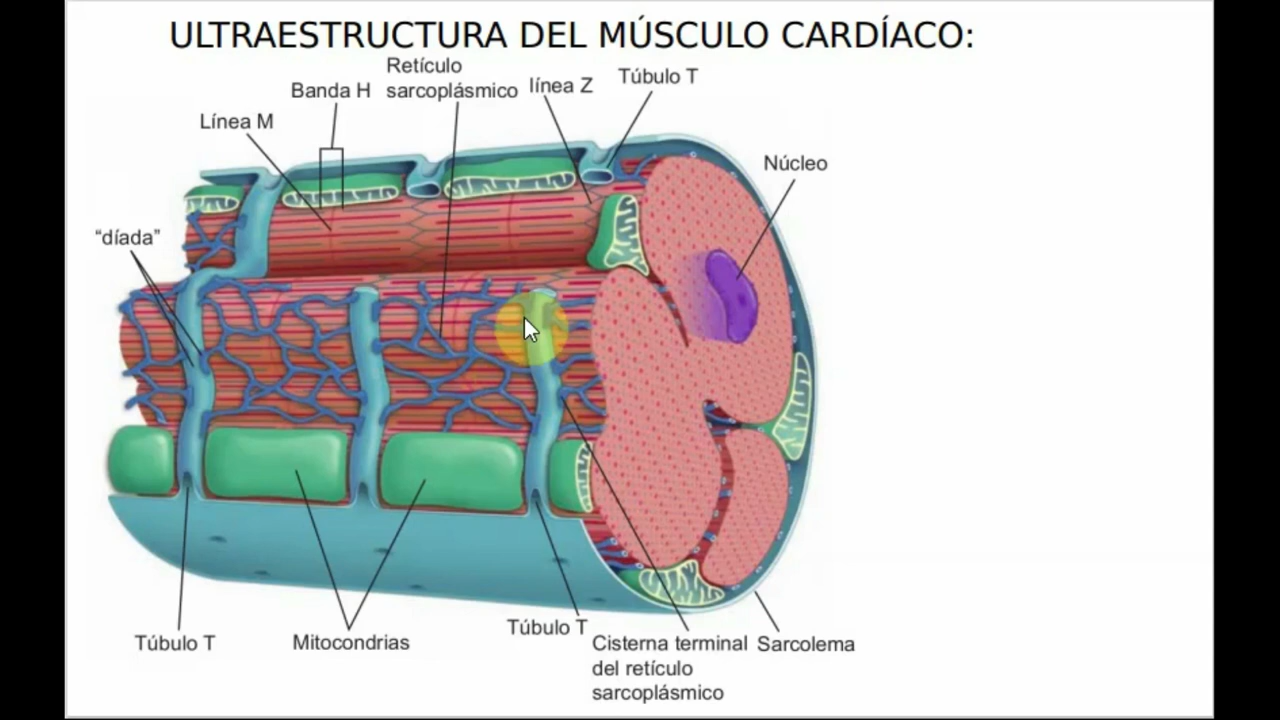 ULTRAESTRUCTURA DEL MÚSCULO CARDÍACO:
Retículo
sarcoplásmico
Banda H
línea Z
Túbulo T
Línea M
Núcleo
“díada”
Túbulo T
Mitocondrias
Túbulo T
Cisterna terminal
del retículo
sarcoplásmico
Sarcolema